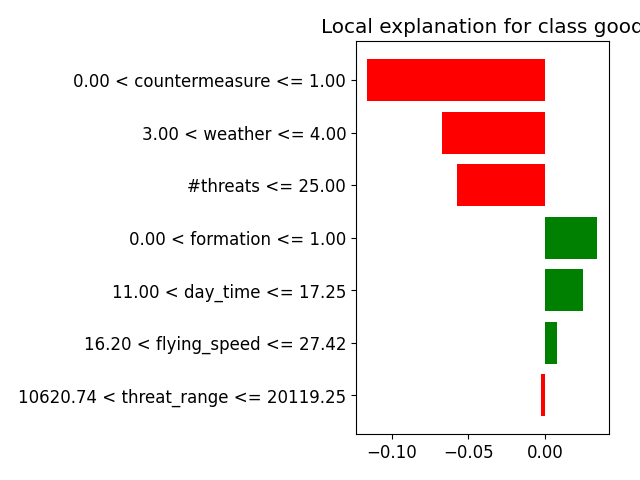 Local explanation for class good
0.00 < countermeasure <= 1.00
3.00 < weather <= 4.00
#threats <= 25.00
0.00 < formation <= 1.00
11.00 < day_time <= 17.25
16.20 < flying_speed <= 27.42
10620.74 < threat_range <= 20119.25
−0.10 −0.05 0.00